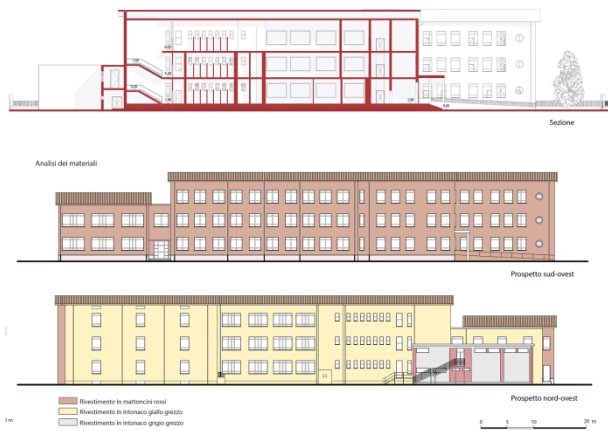 Sezione
Analisi dei materiali
Prospetto sud-ovest
Prospetto nord-ovest
Rivestimento in mattoncini rossi
Rivestimento in intonaco giallo grezzo
Rivestimento in intonaco grigio grezzo
0 m
0 5 10 20 m